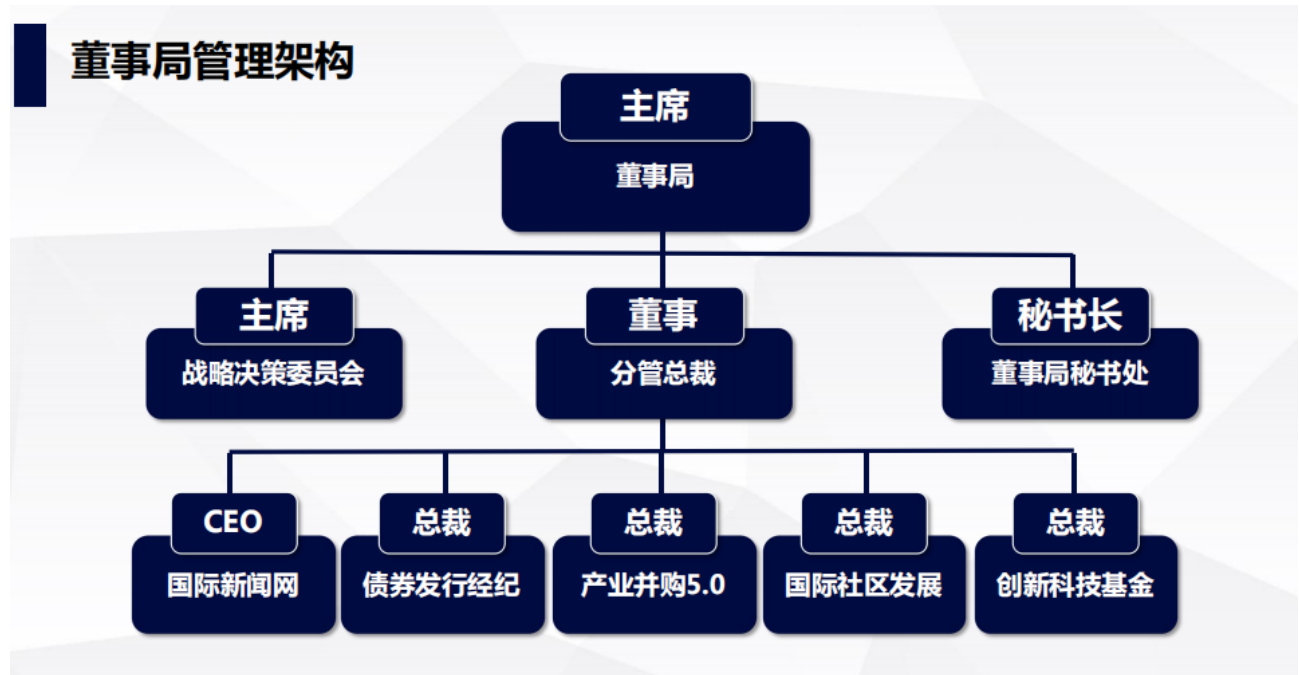 董事局管理架构
主席
董事局
主席
战略决策委员会
董事
分管总裁
秘书长
董事局秘书处
CEO
国际新闻网
总裁
债券发行经纪
总裁
产业并购5.0
总裁
国际社区发展
总裁
创新科技基金